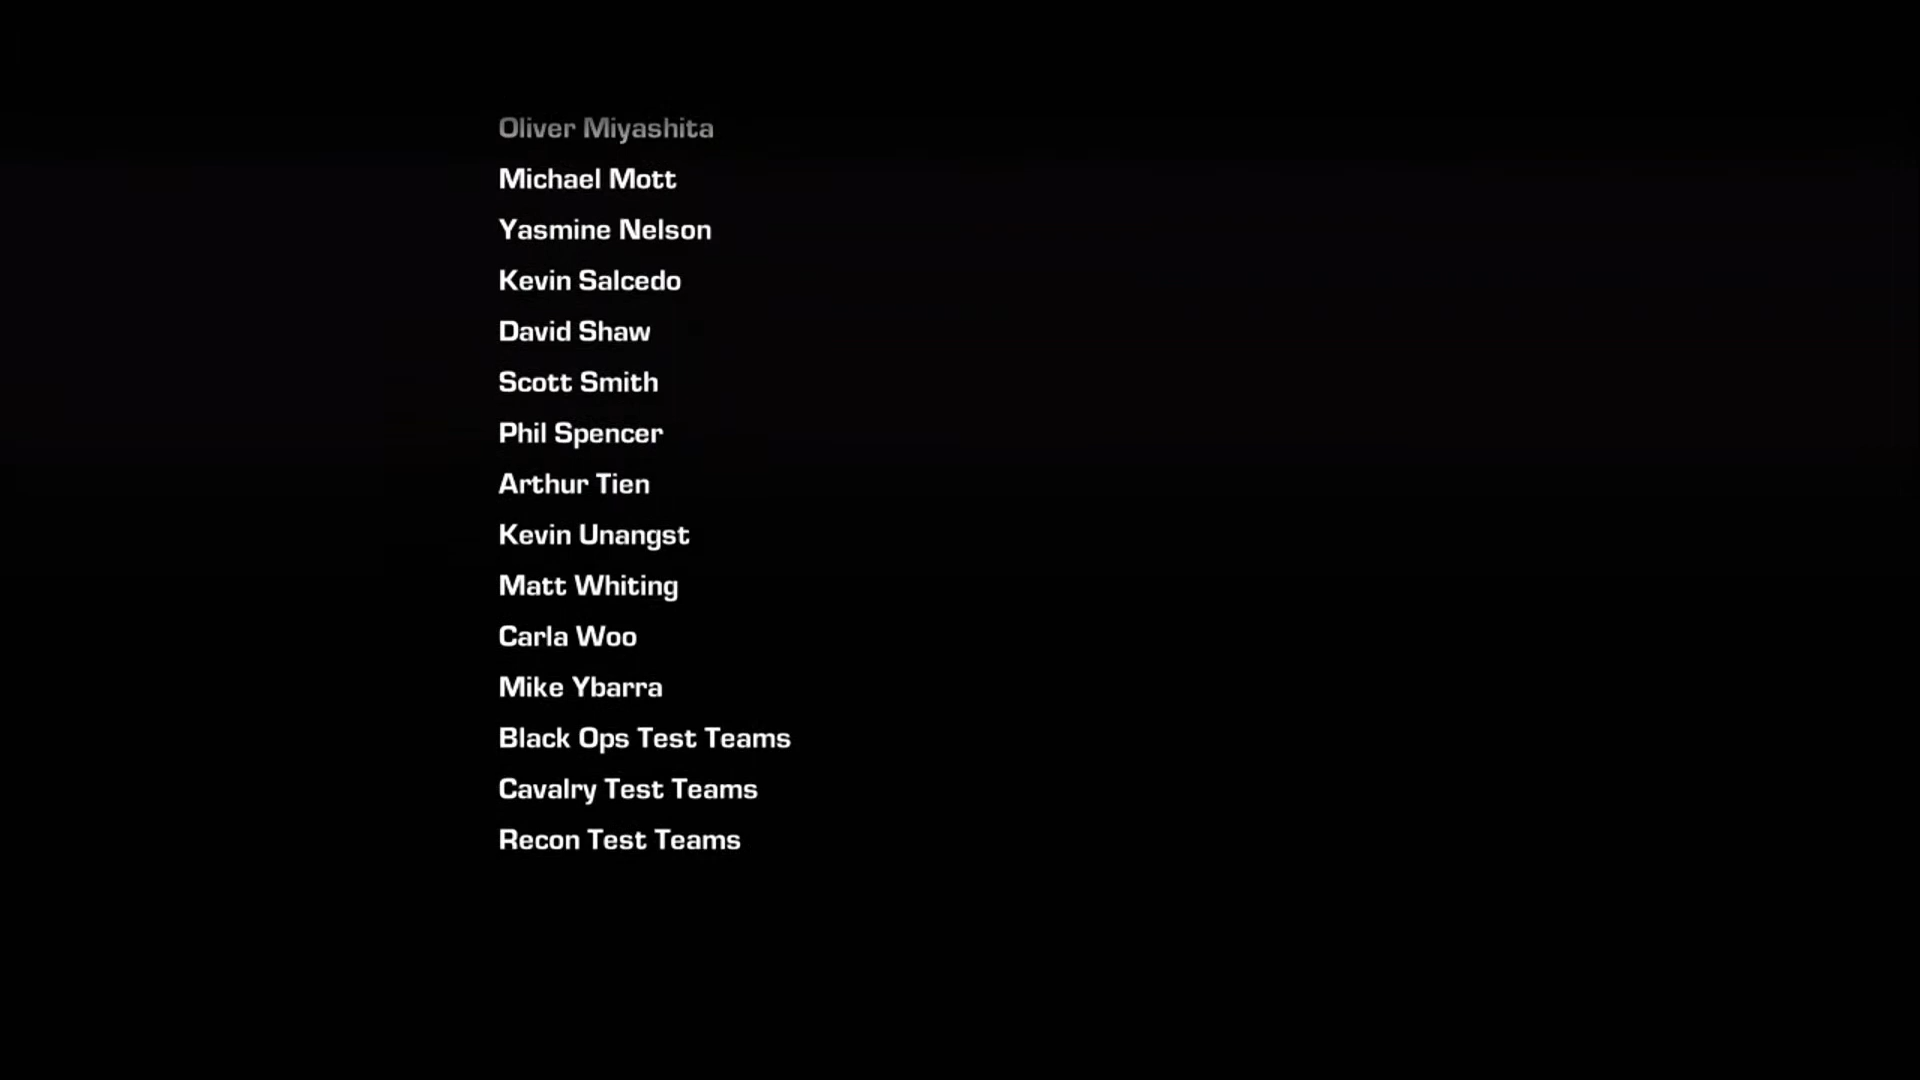 Oliver Miyashita
Michael Mott
Yasmine Nelson
Kevin Salcedo
David Shaw
Scott Smith
Phil Spencer
Arthur Tien
Kevin Unangst
Matt Whiting
Carla Woo
Mike Ybarra
Black Ops Test Teams
Cavalry Test Teams
Recon Test Teams